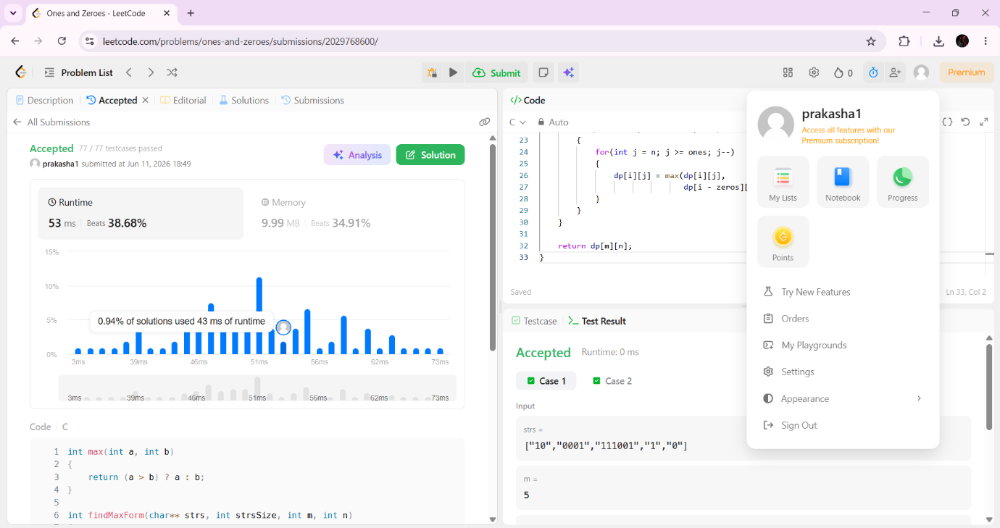 Ones and Zeroes - LeetCode
leetcode.com/problems/ones-and-zeroes/submissions/2029768600/
Problem List
Submit
0
Premium
Description
Accepted
Editorial
Solutions
Submissions
All Submissions
Accepted 77 / 77 testcases passed
prakasha1 submitted at Jun 11, 2026 18:49
Analysis
Solution
Runtime
53 ms Beats 38.68%
Memory
9.99 MB Beats 34.91%
15%
10%
5%
0%
0.94% of solutions used 43 ms of runtime
3ms 39ms 46ms 51ms 56ms 62ms 73ms
3ms 39ms 46ms 51ms 56ms 62ms 73ms
Code C
1 int max(int a, int b)
2 {
3 return (a > b) ? a : b;
4 }
5
6 int findMaxForm(char** strs, int strsSize, int m, int n)
Code
C Auto
23 {
24 for(int j = n; j >= ones; j--)
25 {
26 dp[i][j] = max(dp[i][j],
27 dp[i - zeros][
28 }
29 }
30 }
31
32 return dp[m][n];
33 }
Saved
Ln 33, Col 2
Testcase
Test Result
Accepted Runtime: 0 ms
Case 1
Case 2
Input
strs =
["10","0001","111001","1","0"]
m =
5
prakasha1
Access all features with our
Premium subscription!
My Lists
Notebook
Progress
Points
Try New Features
Orders
My Playgrounds
Settings
Appearance
Sign Out